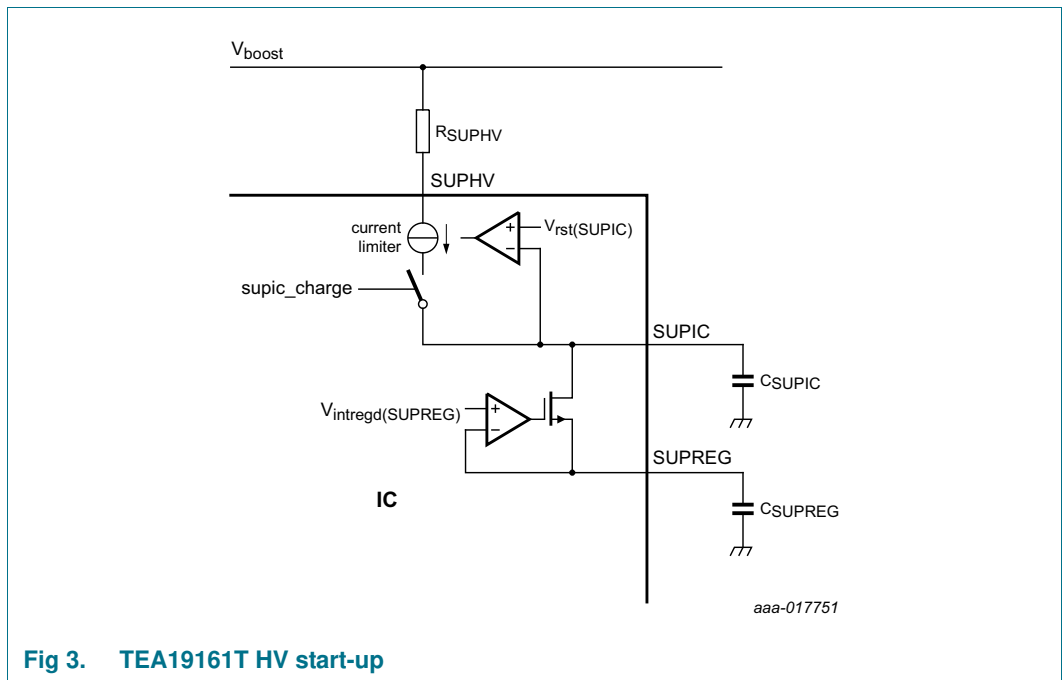 Vboost
RSUPHV
SUPHV
current
limiter
+
−
Vrst(SUPIC)
supic_charge
SUPIC
CSUPIC
Vintregd(SUPREG)
+
−
SUPREG
IC
CSUPREG
aaa-017751
Fig 3. TEA19161T HV start-up